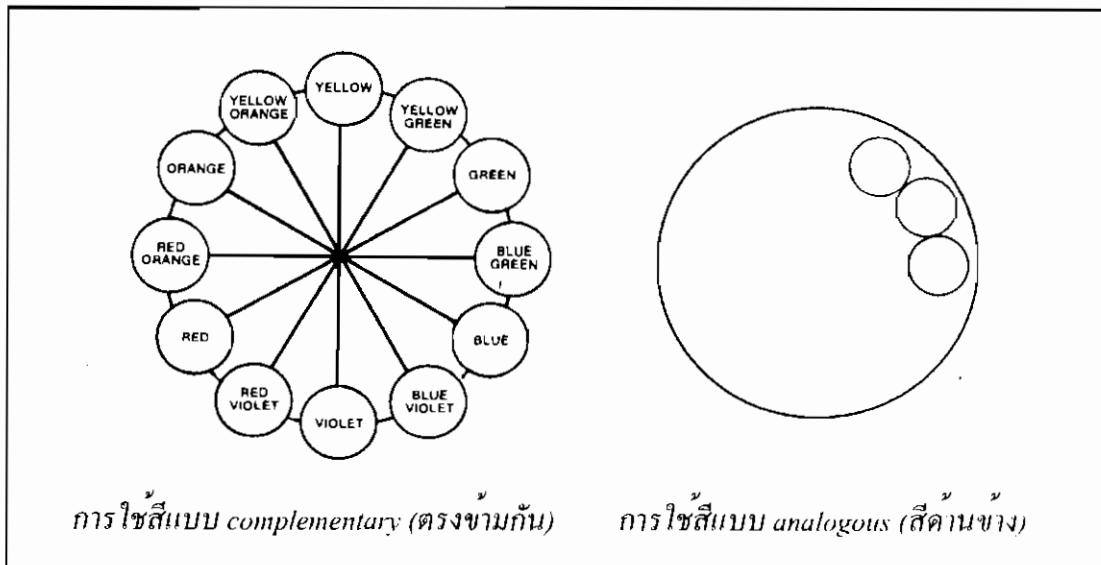 YELLOW
YELLOW
GREEN
GREEN
BLUE
GREEN
BLUE
BLUE
VIOLET
VIOLET
RED
VIOLET
RED
RED
ORANGE
ORANGE
YELLOW
ORANGE
การใช้สีแบบ complementary (ตรงข้ามกัน)
การใช้สีแบบ analogous (สีด้านข้าง)